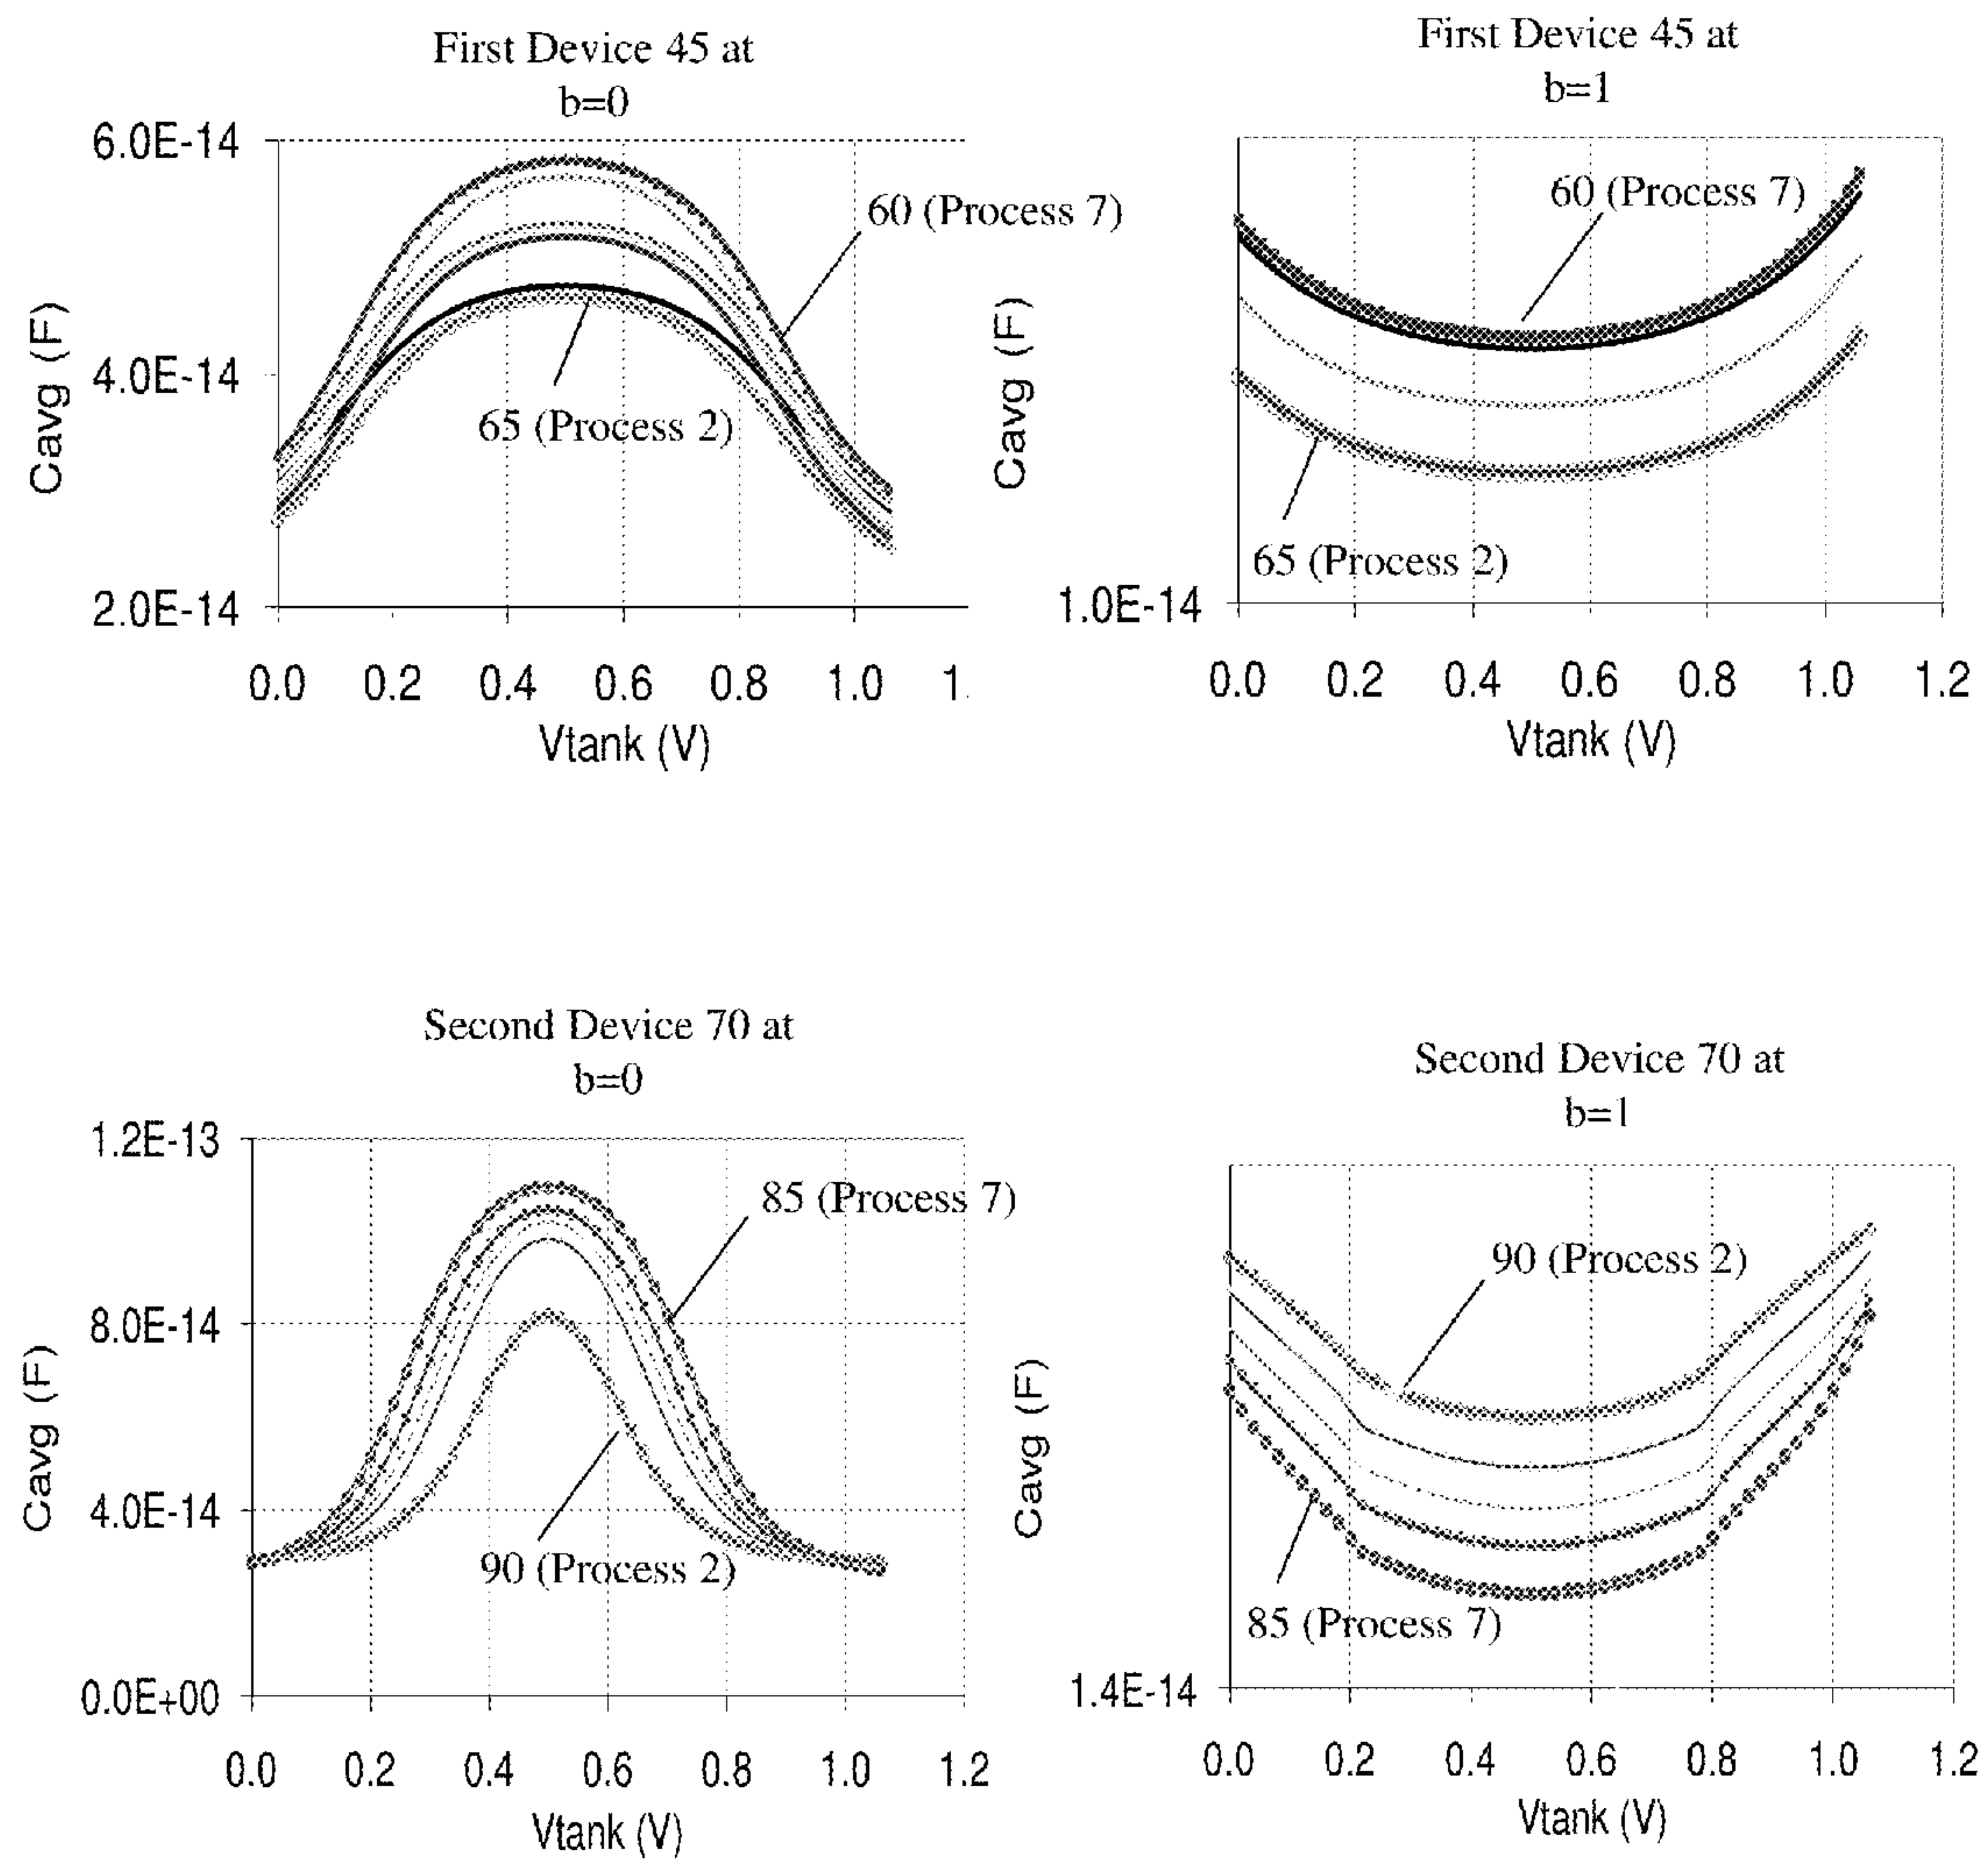 First Device 45 at
b=0
6.0E-14
4.0E-14
2.0E-14
Cavg (F)
60 (Process 7)
65 (Process 2)
0.0 0.2 0.4 0.6 0.8 1.0 1.
Vtank (V)
First Device 45 at
b=1
Cavg (F)
60 (Process 7)
65 (Process 2)
1.0E-14
0.0 0.2 0.4 0.6 0.8 1.0 1.2
Vtank (V)
Second Device 70 at
b=0
1.2E-13
8.0E-14
4.0E-14
0.0E+00
Cavg (F)
85 (Process 7)
90 (Process 2)
0.0 0.2 0.4 0.6 0.8 1.0 1.2
Vtank (V)
Second Device 70 at
b=1
Cavg (F)
90 (Process 2)
85 (Process 7)
1.4E-14
0.0 0.2 0.4 0.6 0.8 1.0 1.2
Vtank (V)